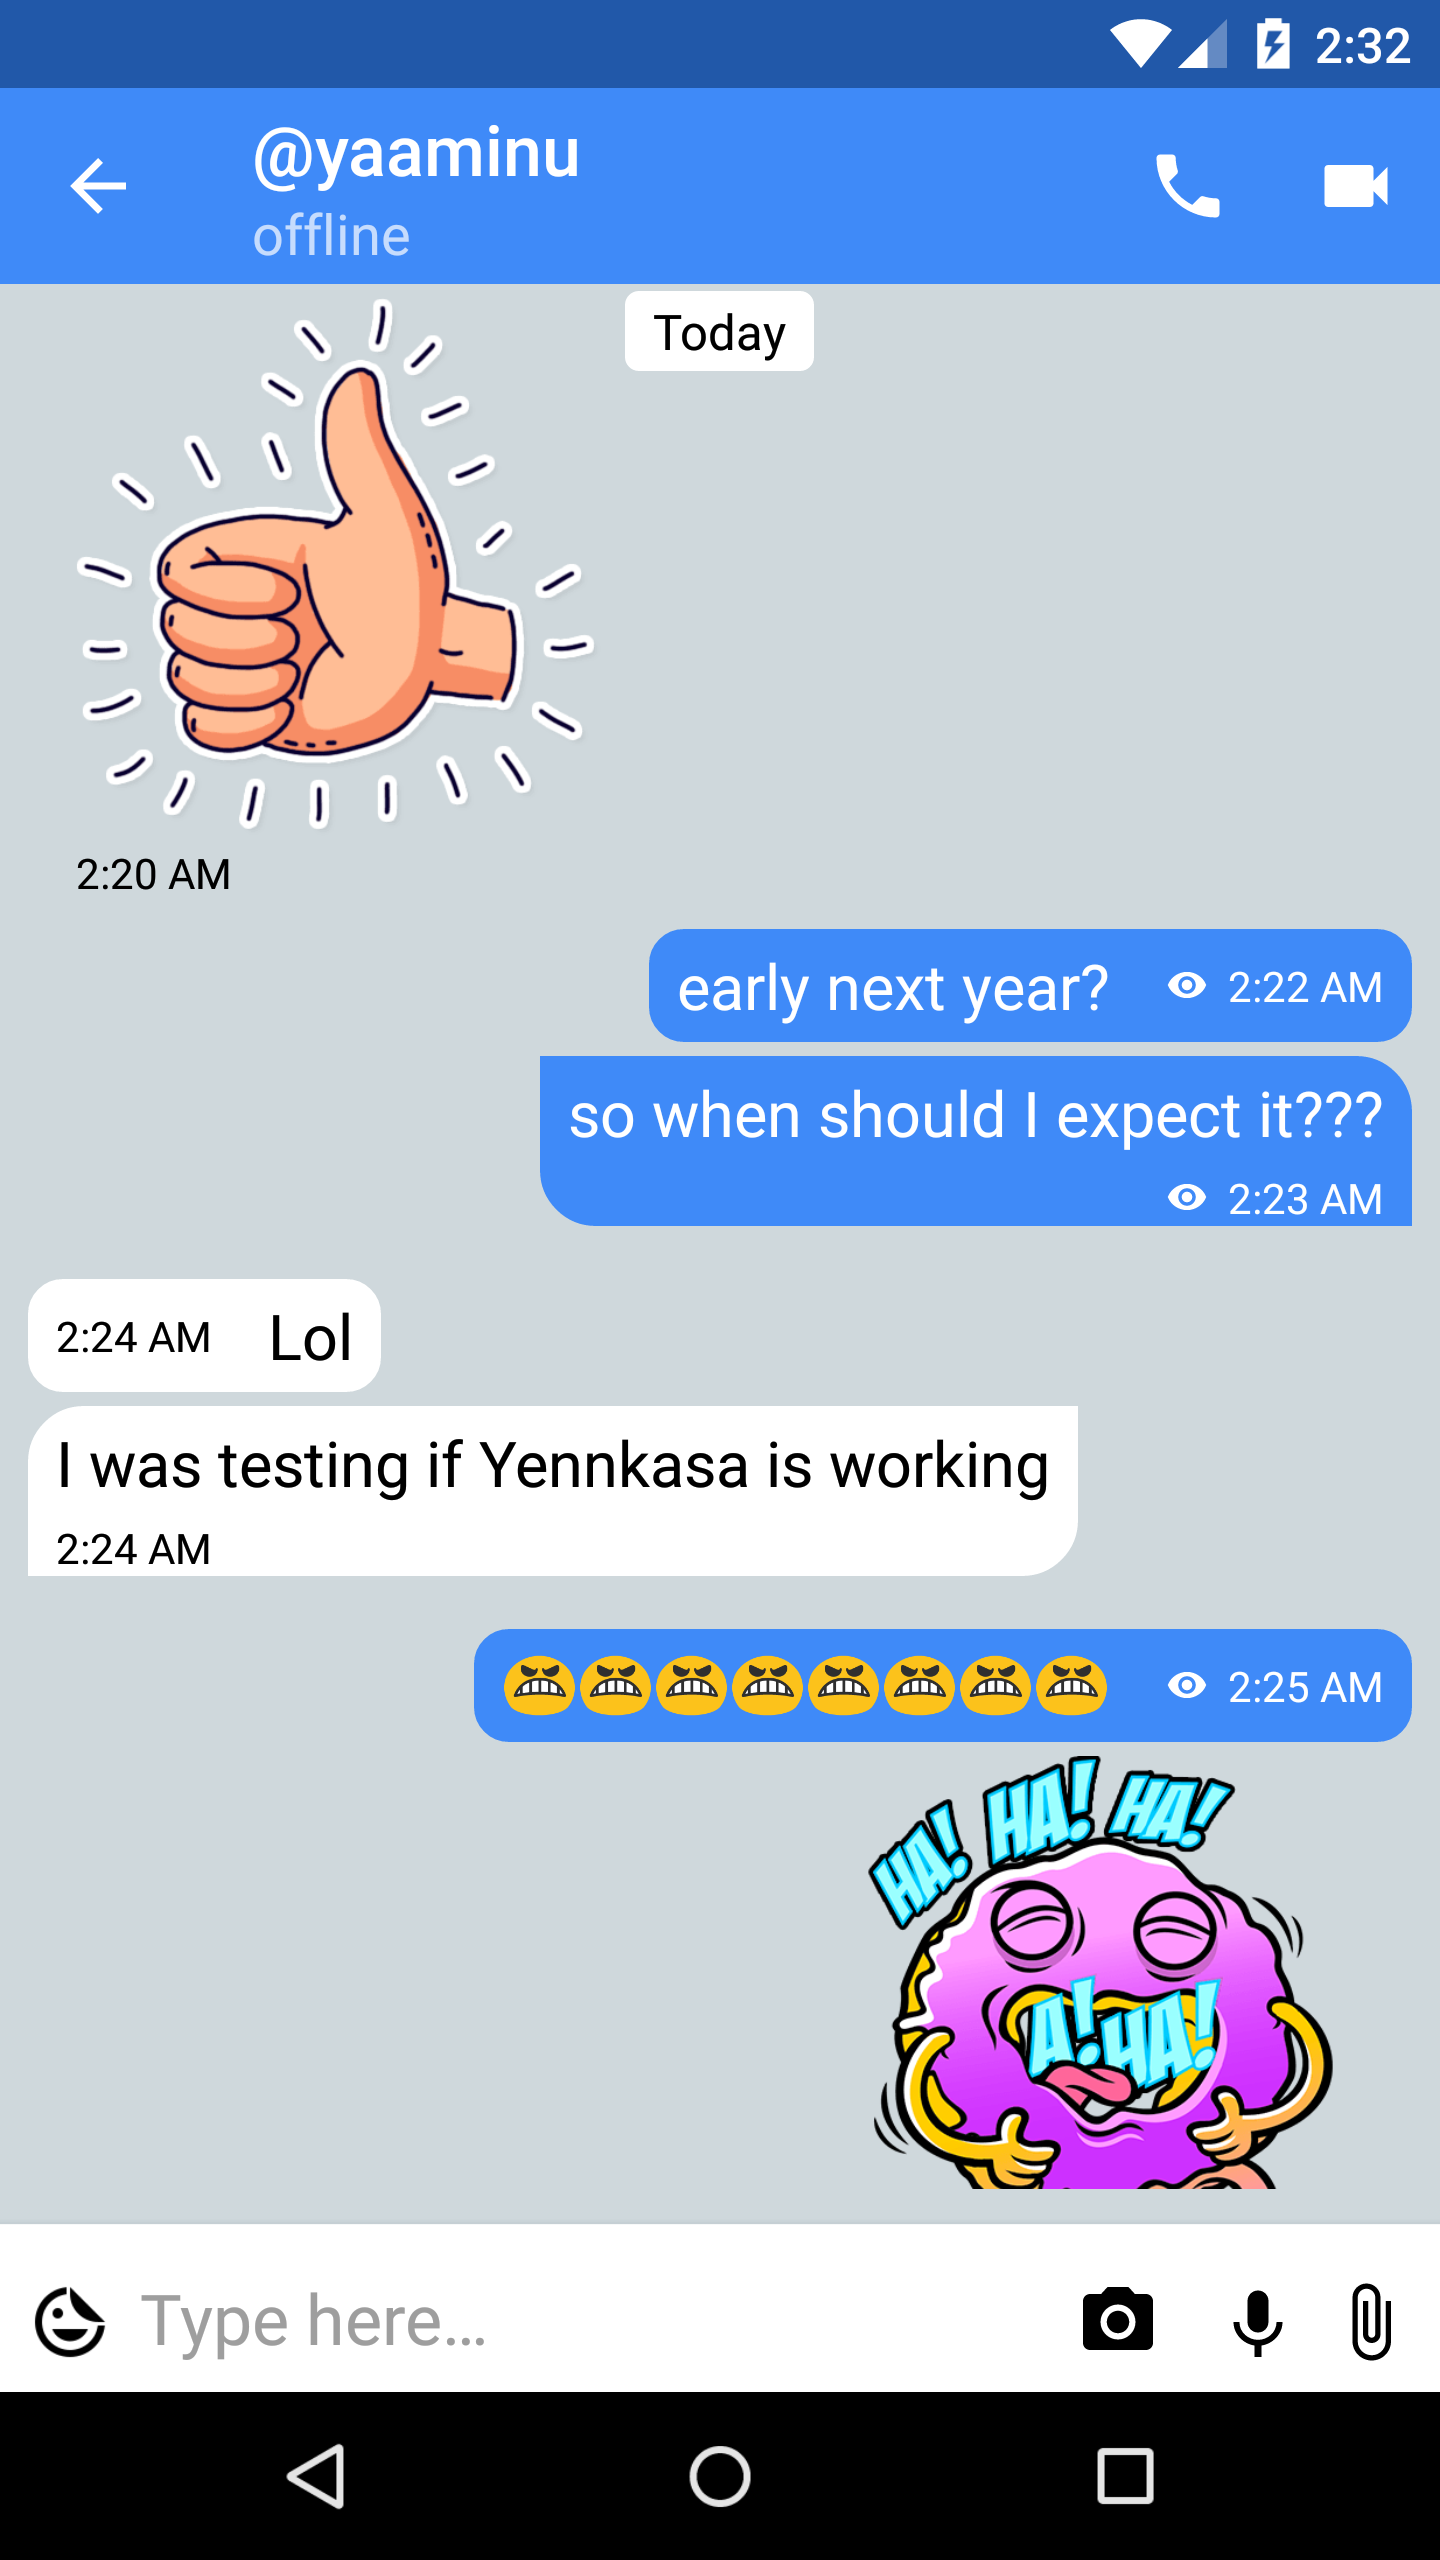 2:32
@yaaminu
offline
Today
2:20 AM
early next year? 2:22 AM
so when should I expect it???
2:23 AM
2:24 AM Lol
I was testing if Yennkasa is working
2:24 AM
2:25 AM
HA! HA! HA!
A! HA!
Type here...